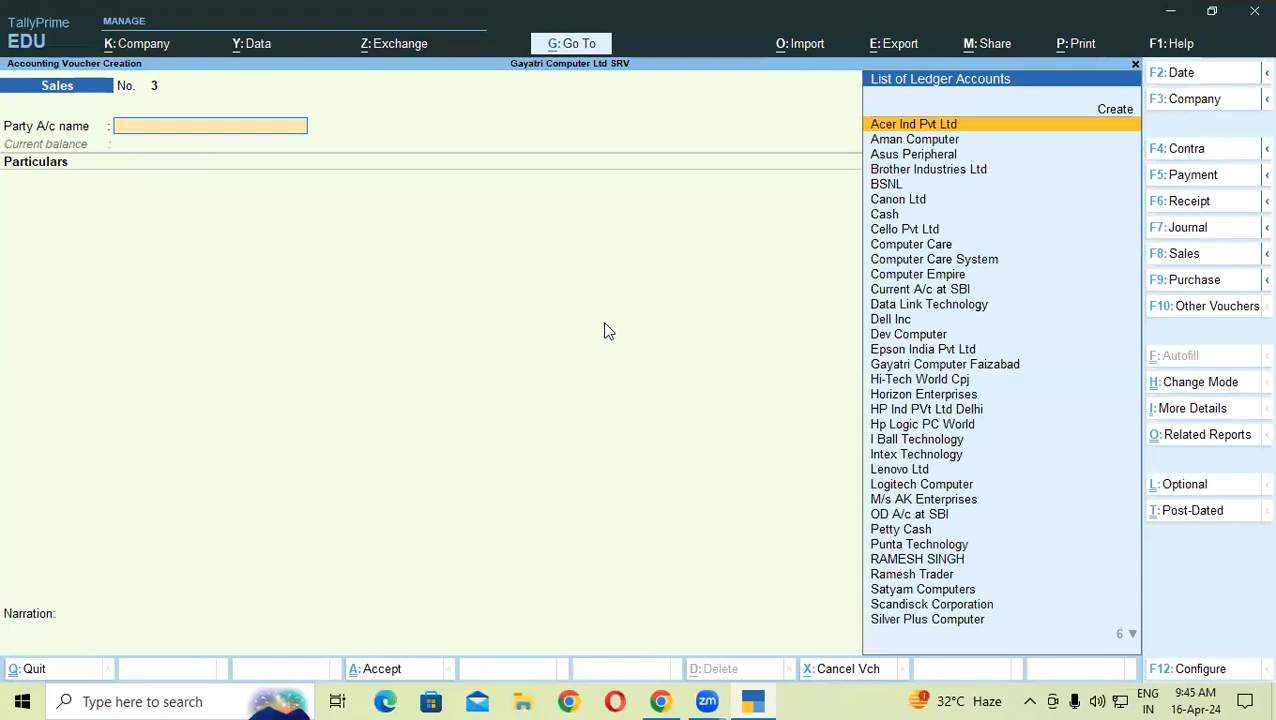 TallyPrime
EDU
MANAGE
K: Company
Y: Data
Z: Exchange
G: Go To
O: Import
E: Export
M: Share
P: Print
F1: Help
Accounting Voucher Creation
Gayatri Computer Ltd SRV
Sales
No. 3
Party A/c name :
Current balance :
Particulars
Narration:
List of Ledger Accounts
Create
Acer Ind Pvt Ltd
Aman Computer
Asus Peripheral
Brother Industries Ltd
BSNL
Canon Ltd
Cash
Cello Pvt Ltd
Computer Care
Computer Care System
Computer Empire
Current A/c at SBI
Data Link Technology
Dell Inc
Dev Computer
Epson India Pvt Ltd
Gayatri Computer Faizabad
Hi-Tech World Cpj
Horizon Enterprises
HP Ind PVt Ltd Delhi
Hp Logic PC World
I Ball Technology
Intex Technology
Lenovo Ltd
Logitech Computer
M/s AK Enterprises
OD A/c at SBI
Petty Cash
Punta Technology
RAMESH SINGH
Ramesh Trader
Satyam Computers
Scandisck Corporation
Silver Plus Computer
6 ▼
F2: Date
F3: Company
F4: Contra
F5: Payment
F6: Receipt
F7: Journal
F8: Sales
F9: Purchase
F10: Other Vouchers
F: Autofill
H: Change Mode
I: More Details
O: Related Reports
L: Optional
T: Post-Dated
F12: Configure
Q: Quit
A: Accept
D: Delete
X: Cancel Vch
Type here to search
zm
1
32°C Haze
ENG
IN
9:45 AM
16-Apr-24